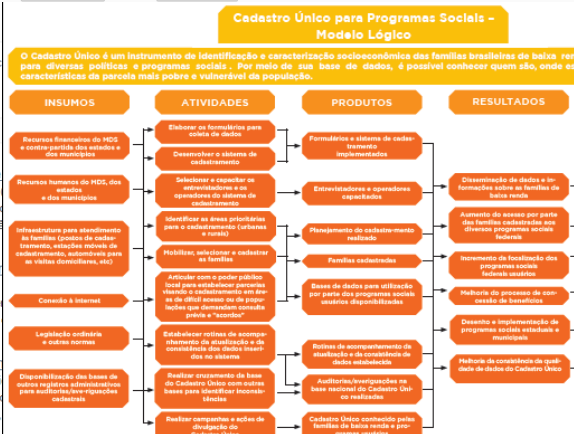 Cadastro Único para Programas Sociais –
Modelo Lógico
O Cadastro Único é um instrumento de identificação e caracterização socioeconômica das famílias brasileiras de baixa ren
para diversas políticas e programas sociais . Por meio de sua base de dados, é possível conhecer quem são, onde es
características da parcela mais pobre e vulnerável da população.
INSUMOS
Recursos financeiros do MDS
e contra-partida dos estados e
dos municípios
Recursos humanos do MDS, dos
estados
e dos municípios
Infraestrutura para atendimento
às famílias (postos de cadas-
tramento, estações móveis de
cadastramento, automóveis para
as visitas domiciliares, etc)
Conexão à internet
Legislação ordinária
e outras normas
Disponibilização das bases de
outros registros administrativos
para auditorias/ave-riguações
cadastrais
ATIVIDADES
Elaborar os formulários para
coleta de dados
Desenvolver o sistema de
cadastramento
Selecionar e capacitar os
entrevistadores e os
operadores do sistema de
cadastramento
Identificar as áreas prioritárias
para o cadastramento (urbanas
e rurais)
Mobilizar, selecionar e cadastrar
as famílias
Articular com o poder público
local para estabelecer parcerias
visando o cadastramento em áre-
as de difícil acesso ou de popu-
lações que demandam consulta
prévia e "acordos"
Estabelecer rotinas de acompa-
nhamento da atualização e da
consistência dos dados inseri-
dos no sistema
Realizar cruzamento da base
do Cadastro Único com outras
bases para identificar inconsis-
tências
Realizar campanhas e ações de
divulgação do
Cadastro Único
PRODUTOS
Formulários e sistema de cadas-
tramento
implementados
Entrevistadores e operadores
capacitados
Planejamento do cadastra-mento
realizado
Famílias cadastradas
Bases de dados para utilização
por parte dos programas sociais
usuários disponibilizadas
Rotinas de acompanhamento da
atualização e da consistência de
dados estabelecida
Auditorias/averiguações na
base nacional do Cadastro Úni-
co realizadas
Cadastro Único conhecido pelas
famílias de baixa renda e pro-
gramas usuários
RESULTADOS
Disseminação de dados e in-
formações sobre as famílias de
baixa renda
Aumento do acesso por parte
das famílias cadastradas aos
diversos programas sociais
federais
Incremento da focalização dos
programas sociais
federais usuários
Melhoria do processo de con-
cessão de benefícios
Desenho e implementação de
programas sociais estaduais e
municipais
Melhoria da consistência da quali-
dade de dados do Cadastro Único